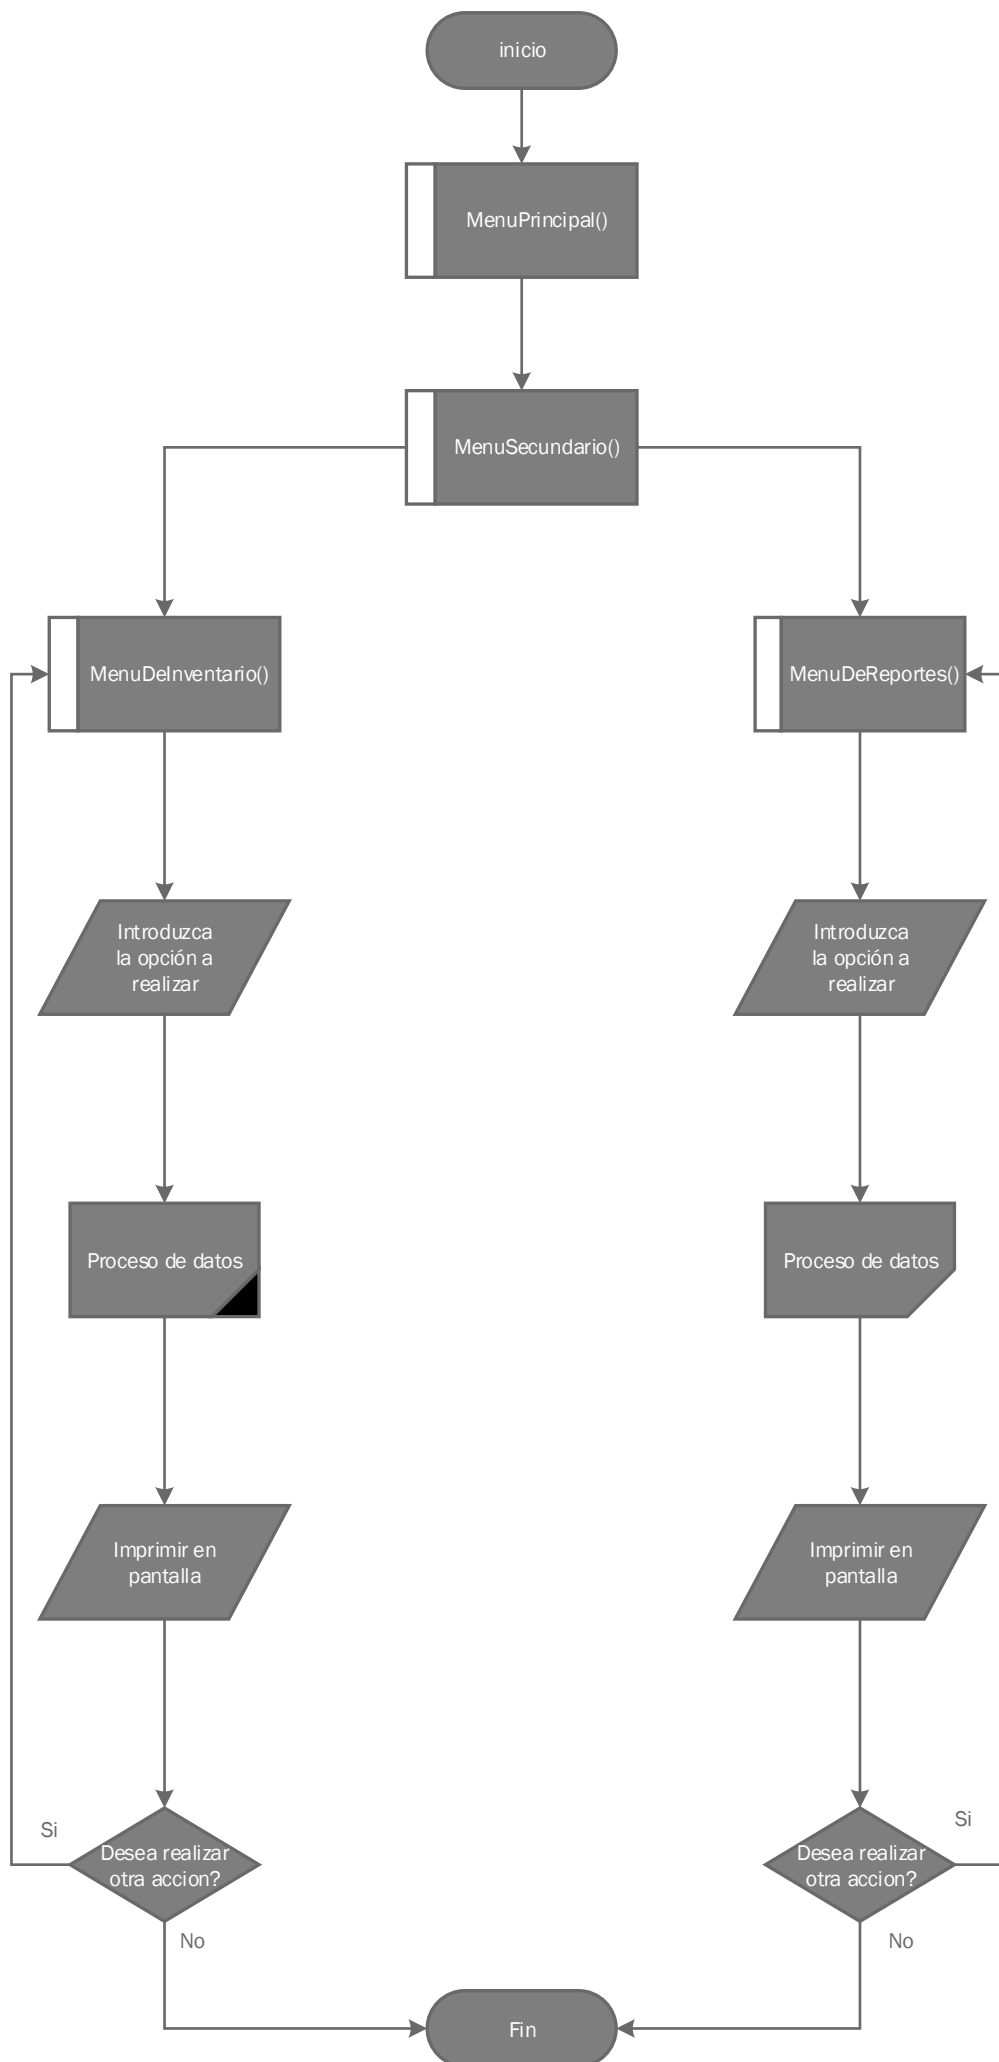 inicio
MenuPrincipal()
MenuSecundario()
MenuDeInventario()
MenuDeReportes()
Introduzca
la opción a
realizar
Introduzca
la opción a
realizar
Proceso de datos
Proceso de datos
Imprimir en
pantalla
Imprimir en
pantalla
Si
Desea realizar
otra accion?
No
Si
Desea realizar
otra accion?
No
Fin